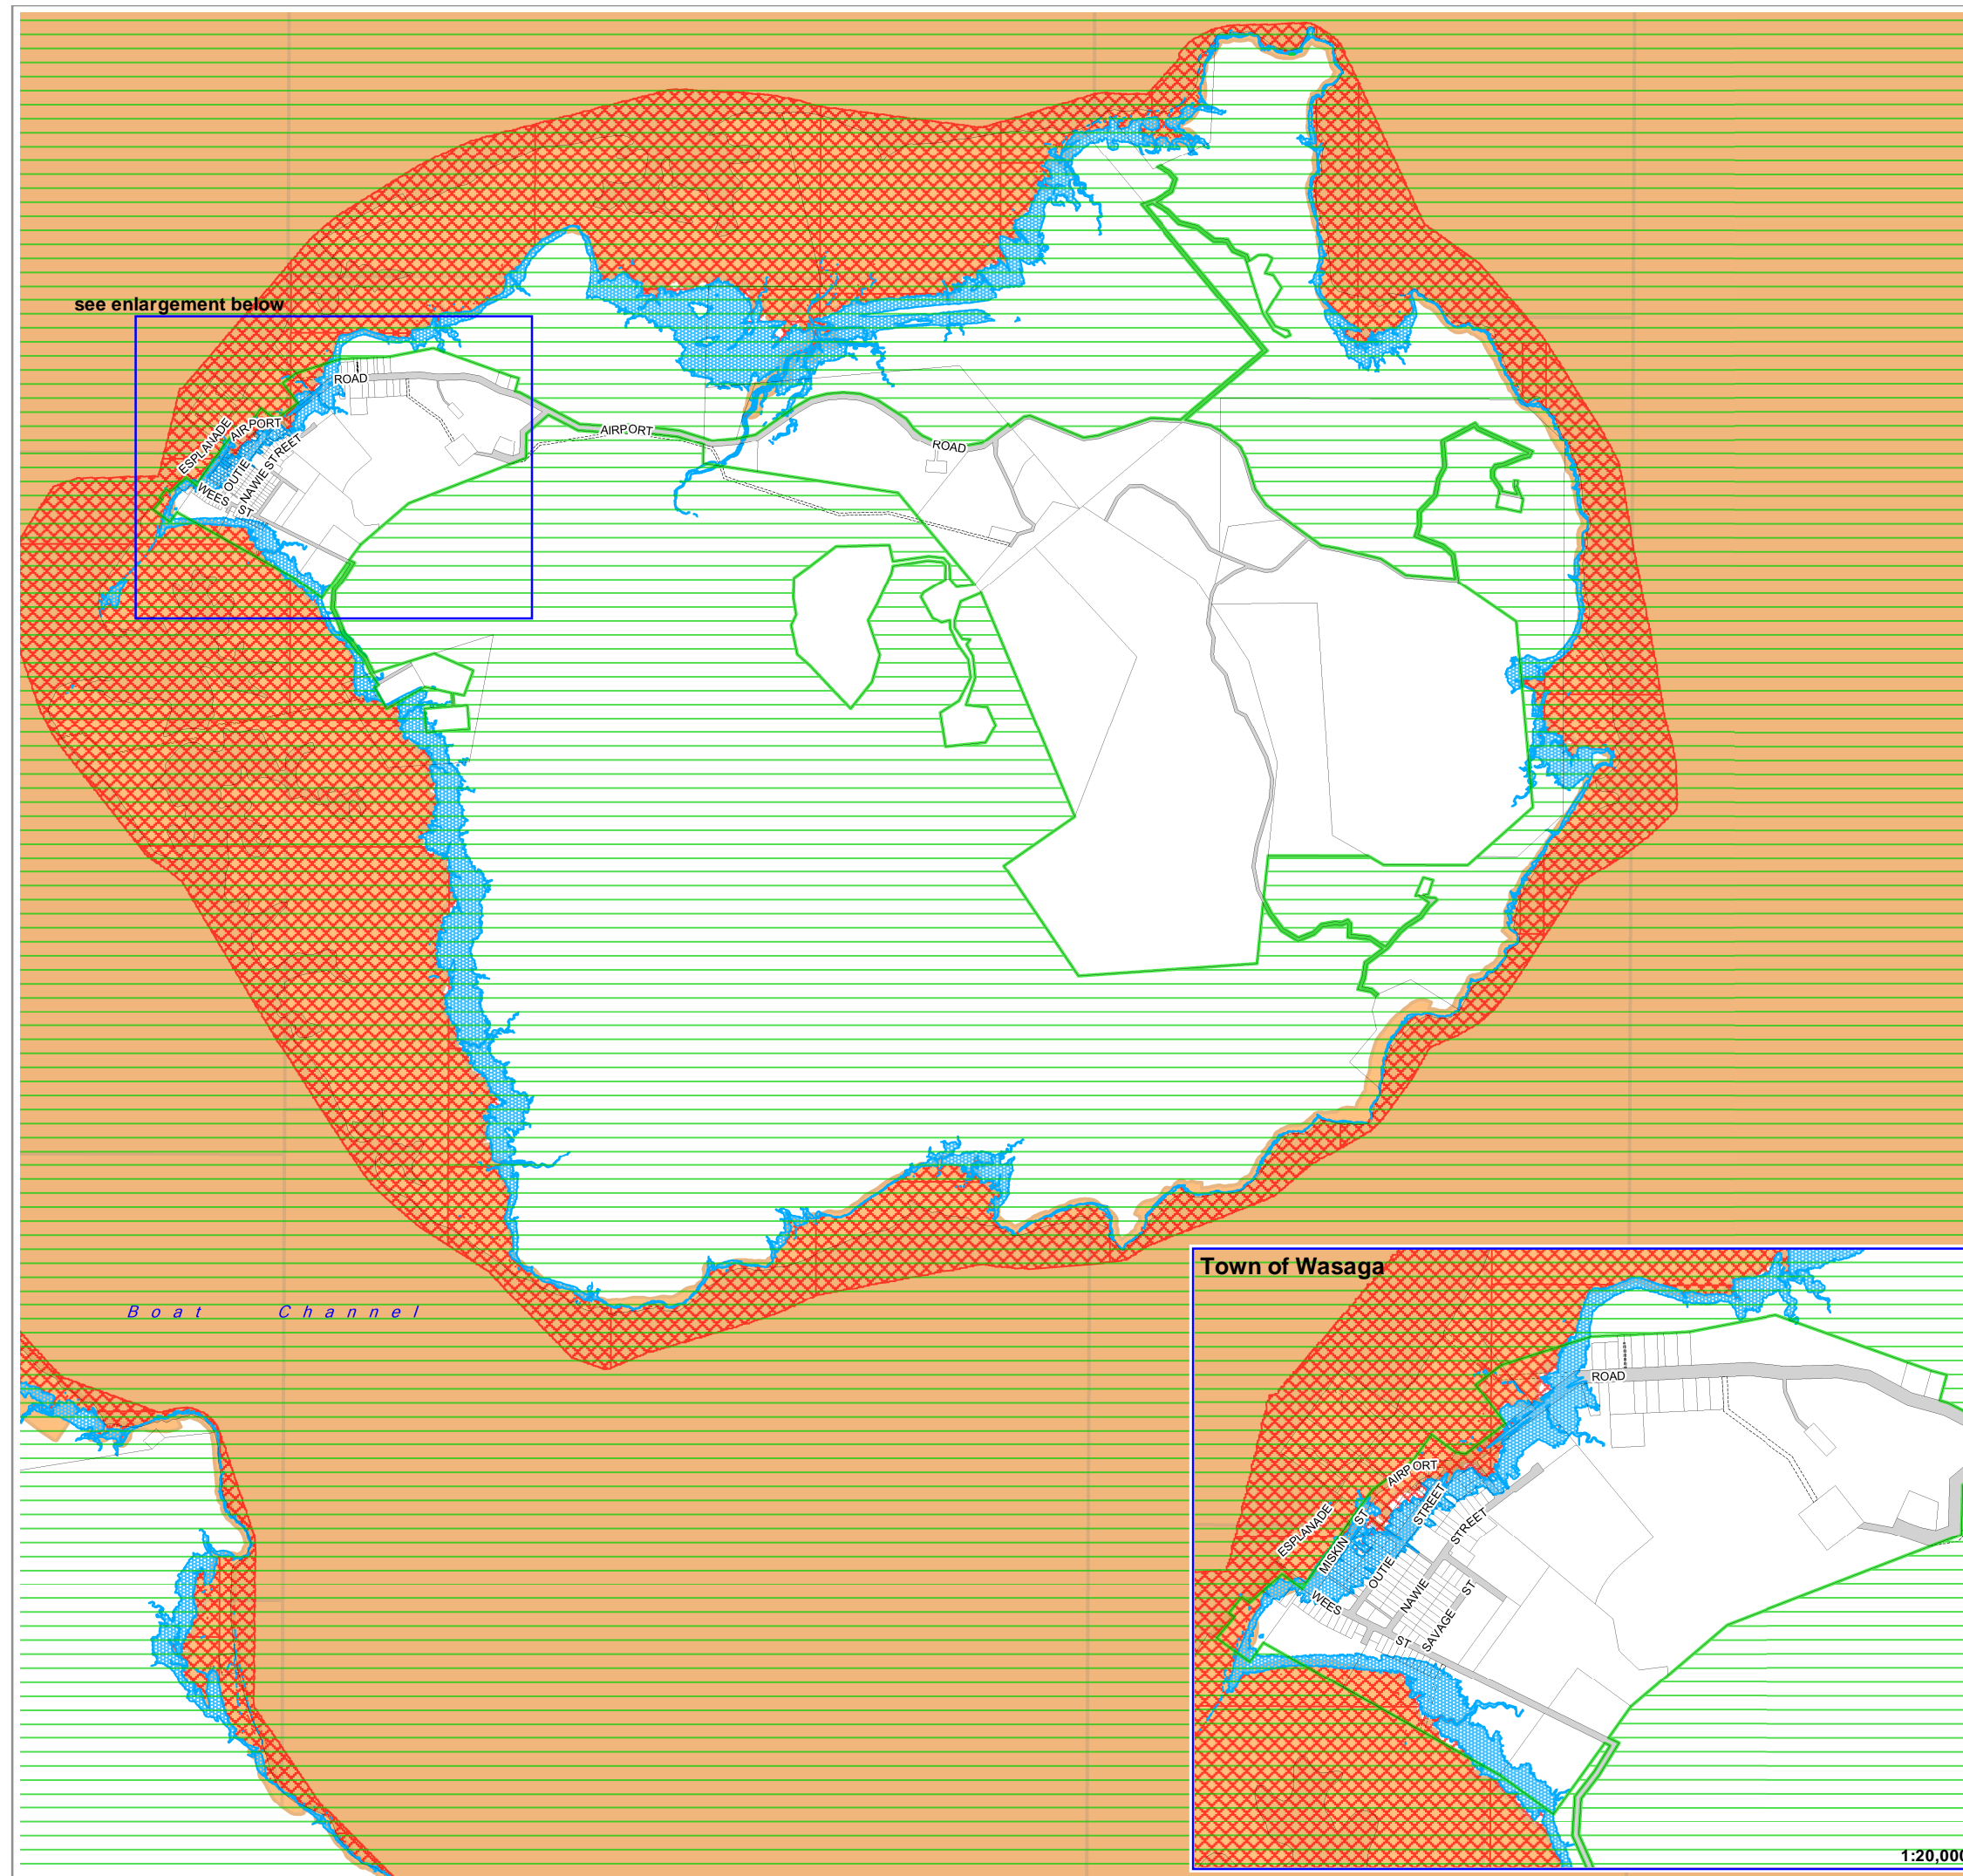 see enlargement below
ROAD
ESPLANADE
AIRPORT
OUTIE
NAWIE STREET
WEES
ST
AIRPORT
ROAD
Boat Channel
Town of Wasaga
ROAD
AIRPORT
ESPLANADE
MISKIN ST
OUTIE STREET
NAWIE STREET
WEES ST
SAVAGE ST
1:20,000